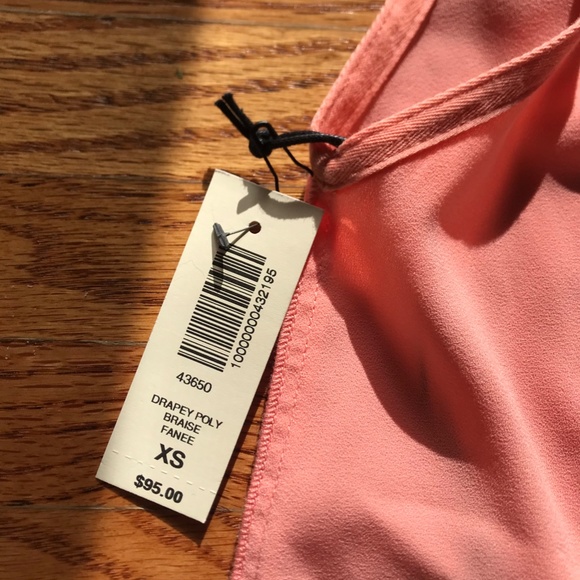 1000000432195
43650
DRAPEY POLY
BRAISE
FANEE
XS
$95.00